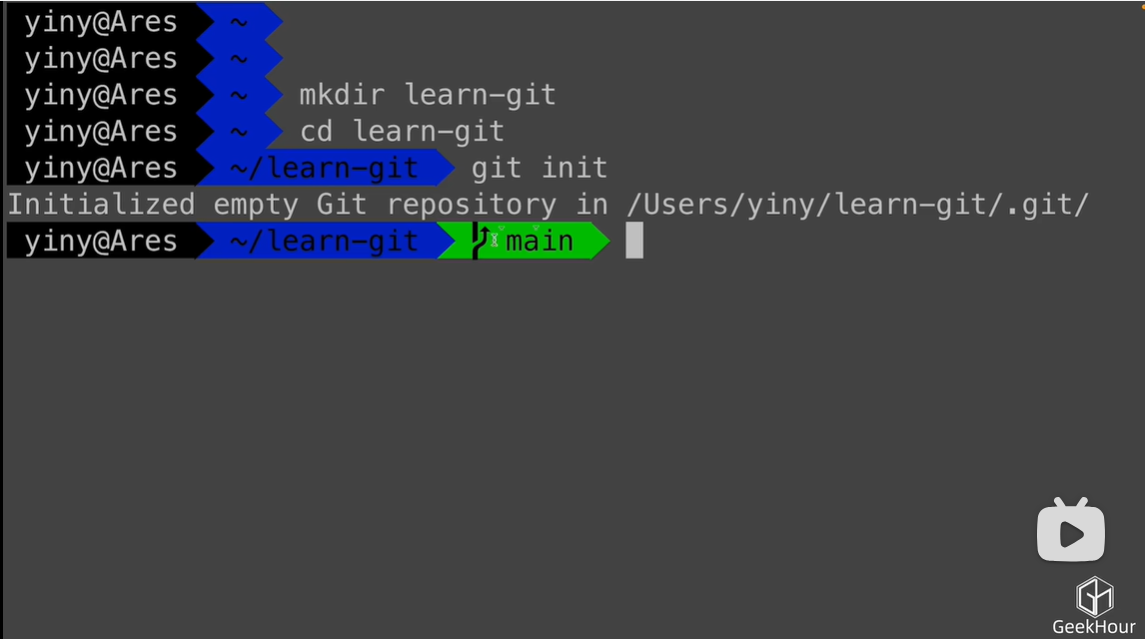 yiny@Ares ~
yiny@Ares ~
yiny@Ares ~ mkdir learn-git
yiny@Ares ~ cd learn-git
yiny@Ares ~/learn-git git init
Initialized empty Git repository in /Users/yiny/learn-git/.git/
yiny@Ares ~/learn-git main
GeekHour